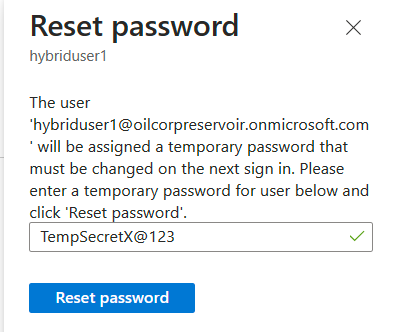 Reset password
hybriduser1
The user
'hybriduser1@oilcorpreservoir.onmicrosoft.com
' will be assigned a temporary password that
must be changed on the next sign in. Please
enter a temporary password for user below and
click 'Reset password'.
TempSecretX@123
Reset password